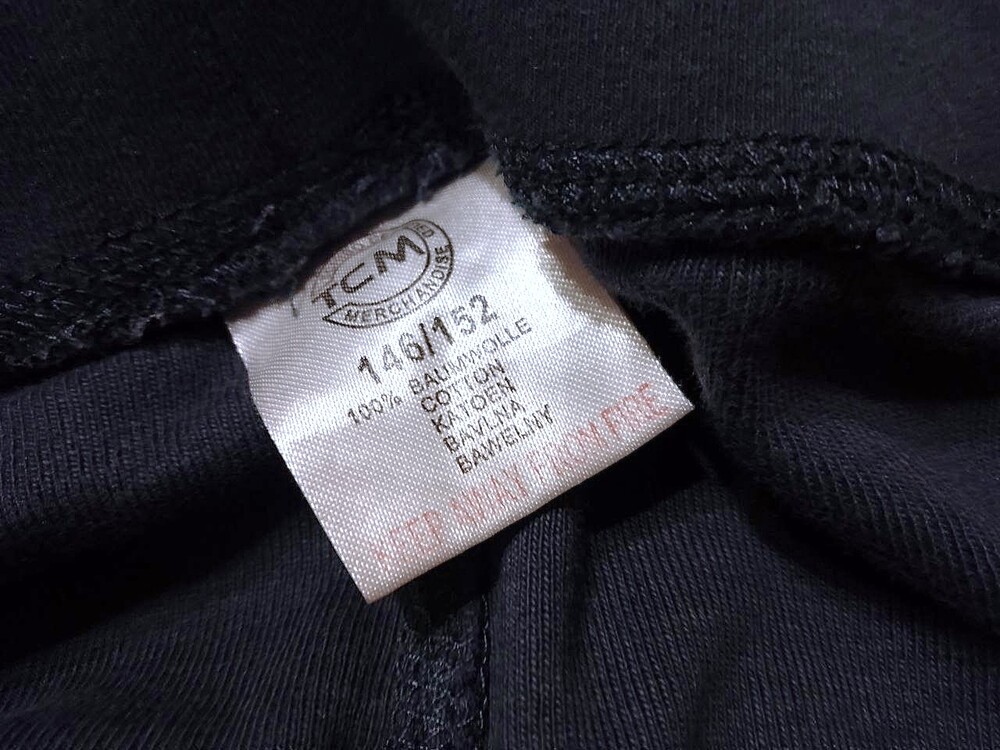 TCM
MERCHANDISE
146/152
100% BAUMWOLLE
COTTON
KATOEN
BAVLNA
BAWELNY
KEEP AWAY FROM FIRE